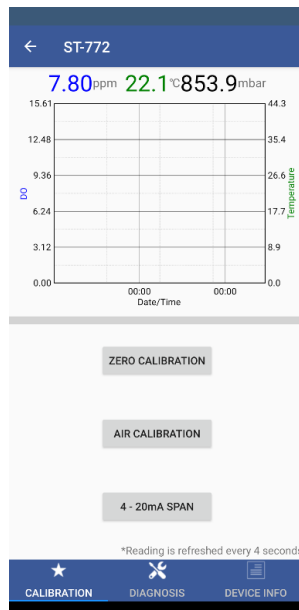 ← ST-772
7.80ppm 22.1℃853.9mbar
15.61 44.3
12.48 35.4
9.36 26.6
DO Temperature
6.24 17.7
3.12 8.9
0.00 0.0
00:00 00:00
Date/Time
ZERO CALIBRATION
AIR CALIBRATION
4 - 20mA SPAN
*Reading is refreshed every 4 seconds
CALIBRATION DIAGNOSIS DEVICE INFO